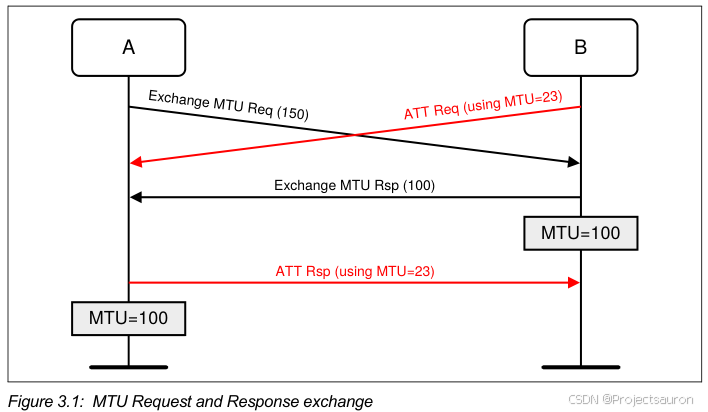 A
B
Exchange MTU Req (150)
ATT Req (using MTU=23)
Exchange MTU Rsp (100)
MTU=100
ATT Rsp (using MTU=23)
MTU=100
Figure 3.1: MTU Request and Response exchange
CSDN @Projectsauron